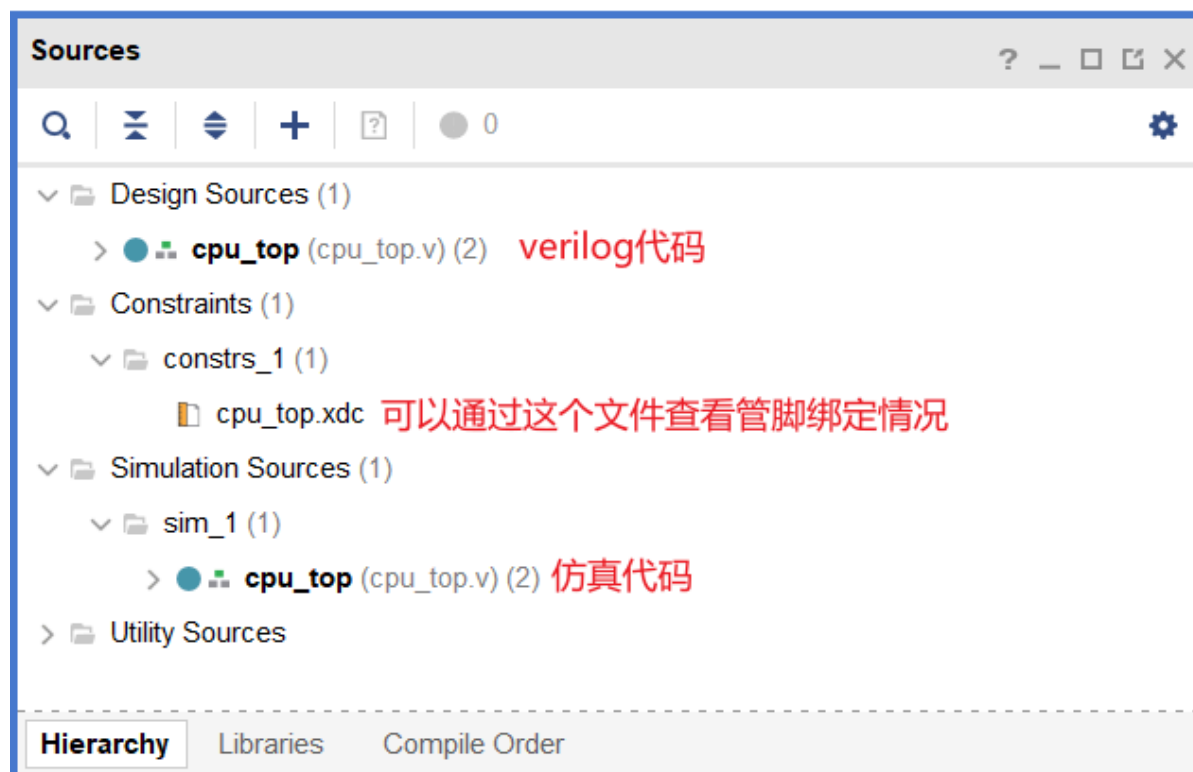 Sources
0
Design Sources (1)
cpu_top (cpu_top.v) (2) verilog代码
Constraints (1)
constrs_1 (1)
cpu_top.xdc 可以通过这个文件查看管脚绑定情况
Simulation Sources (1)
sim_1 (1)
cpu_top (cpu_top.v) (2) 仿真代码
Utility Sources
Hierarchy Libraries Compile Order